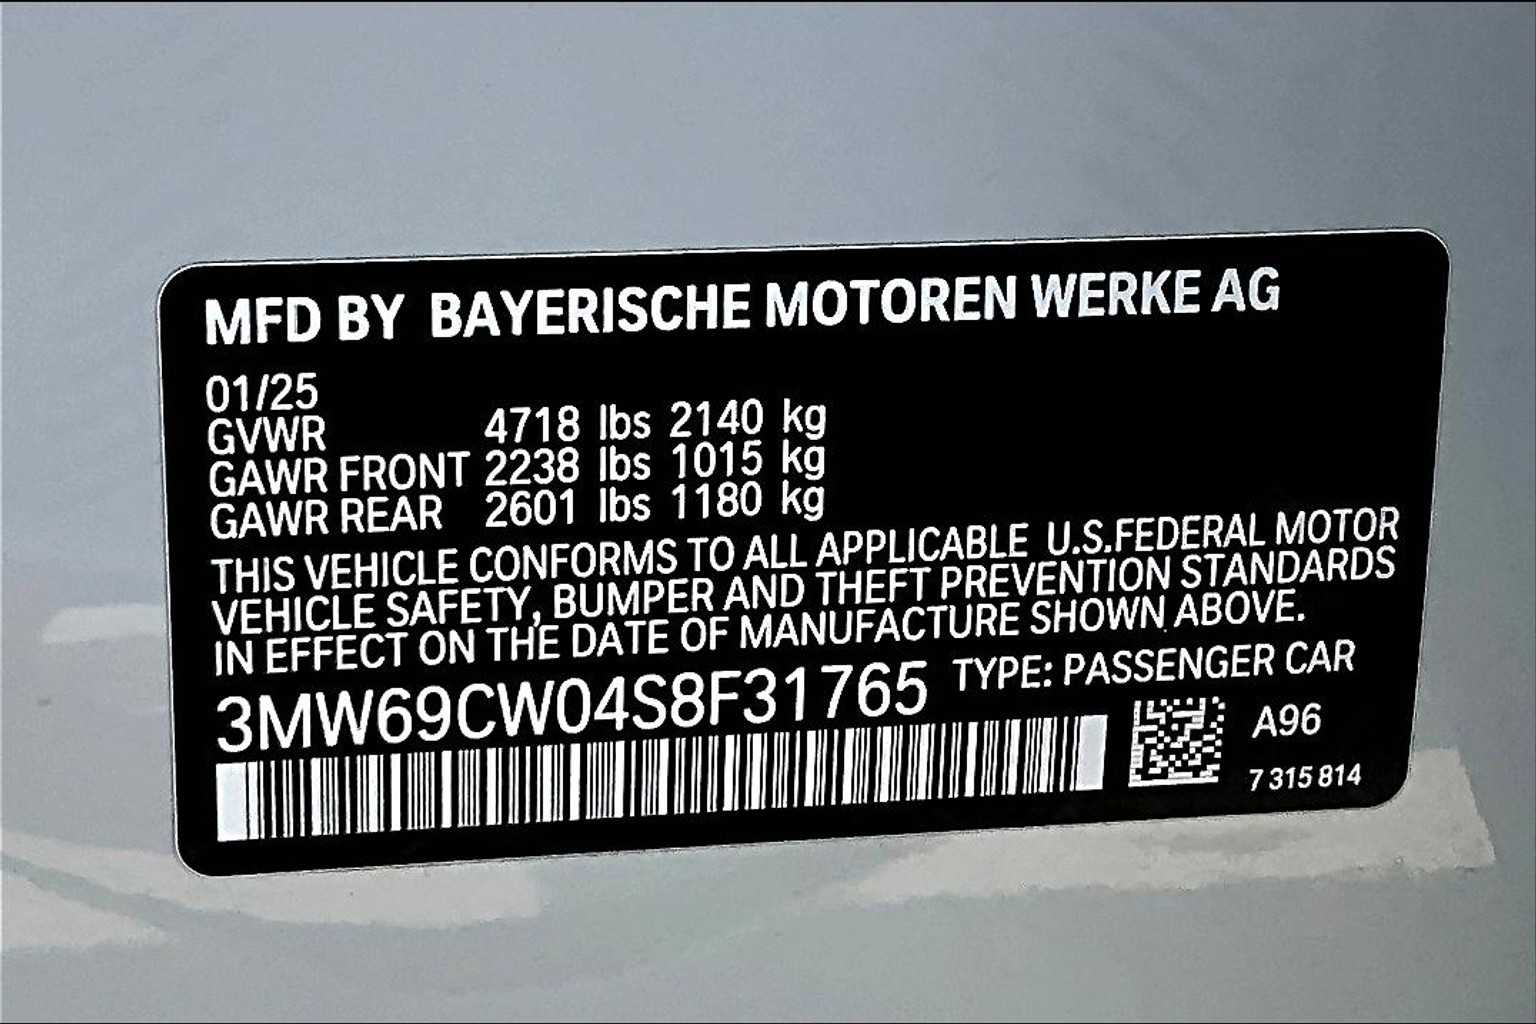 MFD BY BAYERISCHE MOTOREN WERKE AG
01/25
GVWR 4718 lbs 2140 kg
GAWR FRONT 2238 lbs 1015 kg
GAWR REAR 2601 lbs 1180 kg
THIS VEHICLE CONFORMS TO ALL APPLICABLE U.S.FEDERAL MOTOR
VEHICLE SAFETY, BUMPER AND THEFT PREVENTION STANDARDS
IN EFFECT ON THE DATE OF MANUFACTURE SHOWN ABOVE.
3MW69CW04S8F31765 TYPE: PASSENGER CAR
A96
7 315 814